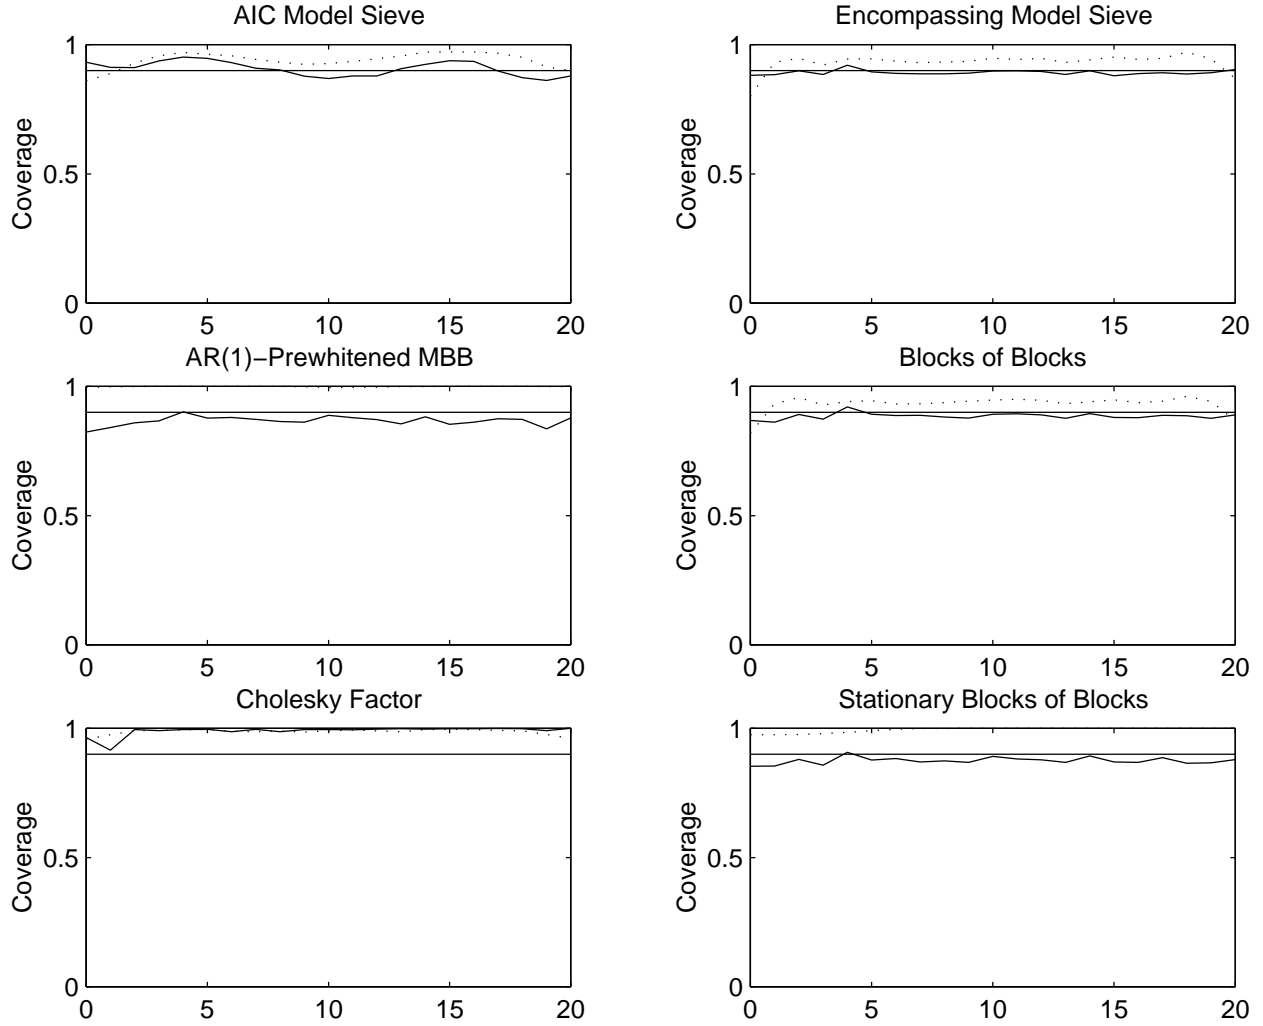 AIC Model Sieve
1
0.5
0
Coverage
0 5 10 15 20
Encompassing Model Sieve
1
0.5
0
Coverage
0 5 10 15 20
AR(1)−Prewhitened MBB
1
0.5
0
Coverage
0 5 10 15 20
Blocks of Blocks
1
0.5
0
Coverage
0 5 10 15 20
Cholesky Factor
1
0.5
0
Coverage
0 5 10 15 20
Stationary Blocks of Blocks
1
0.5
0
Coverage
0 5 10 15 20